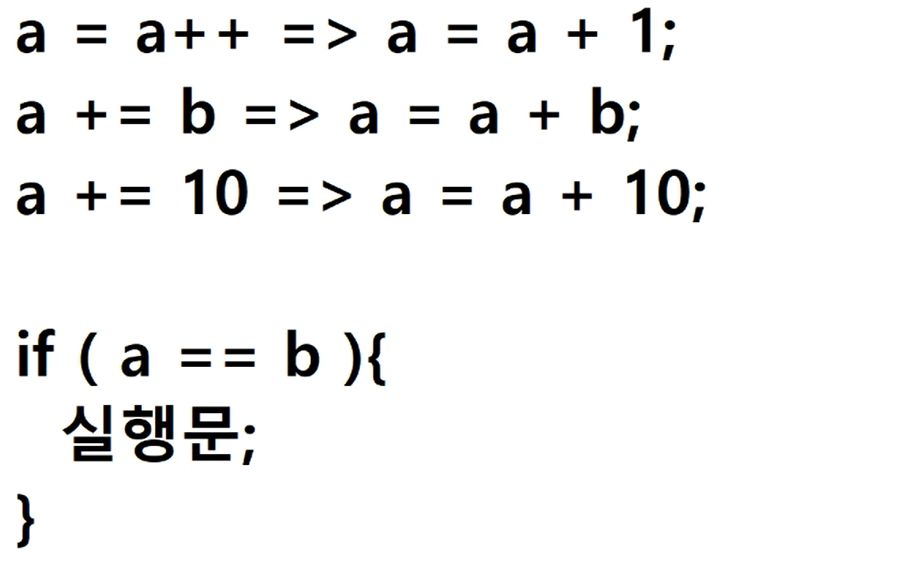 a = a++ => a = a + 1;
a += b => a = a + b;
a += 10 => a = a + 10;
if ( a == b ){
실행문;
}